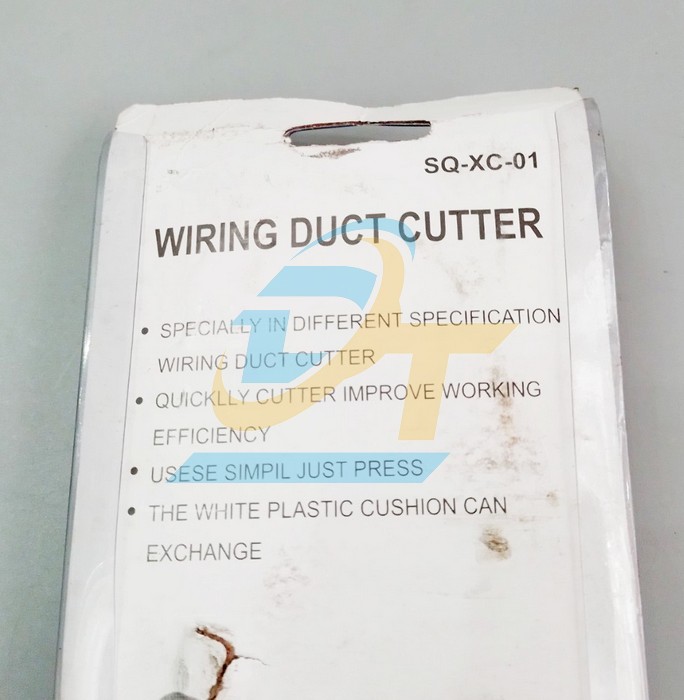 SQ-XC-01
WIRING DUCT CUTTER
• SPECIALLY IN DIFFERENT SPECIFICATION
WIRING DUCT CUTTER
• QUICKLLY CUTTER IMPROVE WORKING
EFFICIENCY
• USESE SIMPIL JUST PRESS
• THE WHITE PLASTIC CUSHION CAN
EXCHANGE
DT